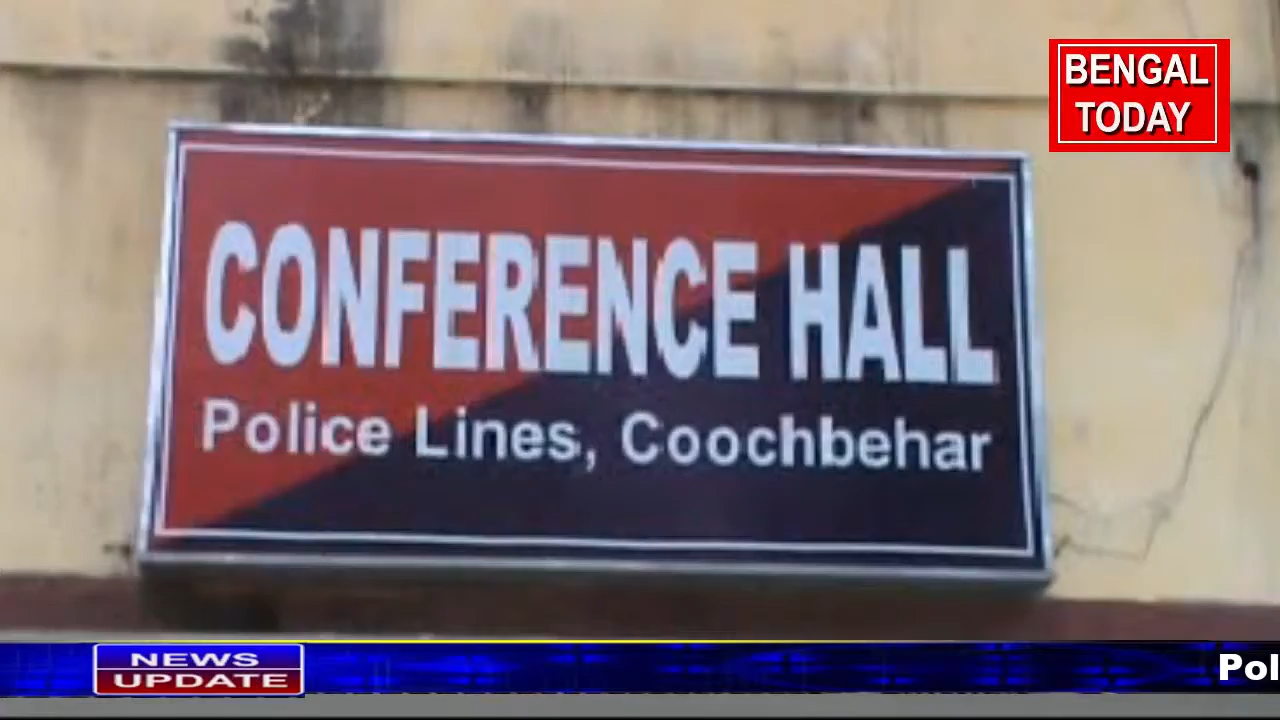 BENGAL
TODAY
CONFERENCE HALL
Police Lines, Coochbehar
NEWS
UPDATE